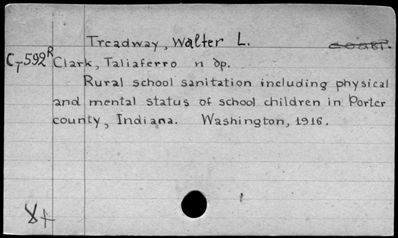 Treadway, Walter L.
C7592R Clark, Taliaferro n dp.
Rural school sanitation including physical
and mental status of school children in Porter
county, Indiana. Washington, 1916.